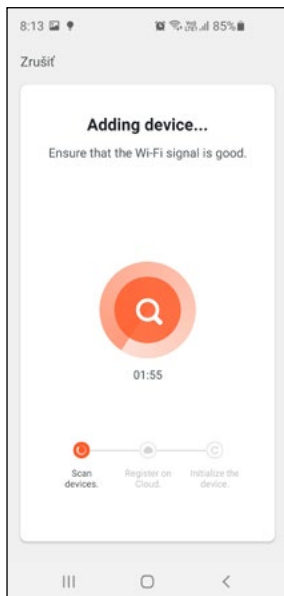 8:13 85%
Zrušiť
Adding device...
Ensure that the Wi-Fi signal is good.
01:55
Scan devices. Register on Cloud. Initialize the device.